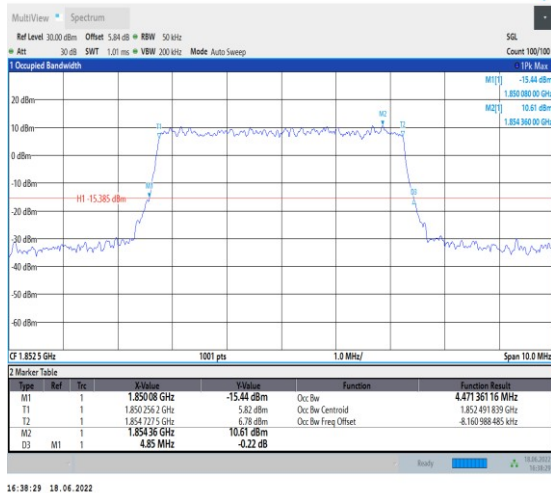 MultiView Spectrum
Ref Level 30.00 dBm Offset 5.84 dB RBW 50 kHz SGL
Att 30 dB SWT 1.01 ms VBW 200 kHz Mode Auto Sweep Count 100/100
1 Occupied Bandwidth 1Pk Max
M1[1] -15.44 dBm
1.850 080 00 GHz
M2[1] 10.61 dBm
1.854 360 00 GHz
20 dBm
M2
T1 T2
10 dBm
0 dBm
-10 dBm
M1 D3
H1 -15.385 dBm
-20 dBm
-30 dBm
-40 dBm
-50 dBm
-60 dBm
CF 1.852 5 GHz 1001 pts 1.0 MHz/ Span 10.0 MHz
2 Marker Table
Type Ref Trc X-Value Y-Value Function Function Result
M1 1 1.85008 GHz -15.44 dBm Occ Bw 4.471 361 16 MHz
T1 1 1.850 256 2 GHz 5.82 dBm Occ Bw Centroid 1.852 491 839 GHz
T2 1 1.854 727 5 GHz 6.78 dBm Occ Bw Freq Offset -8.160 988 485 kHz
M2 1 1.854 36 GHz 10.61 dBm
D3 M1 1 4.85 MHz -0.22 dB
Ready 18.06.2022
16:38:29
16:38:29 18.06.2022